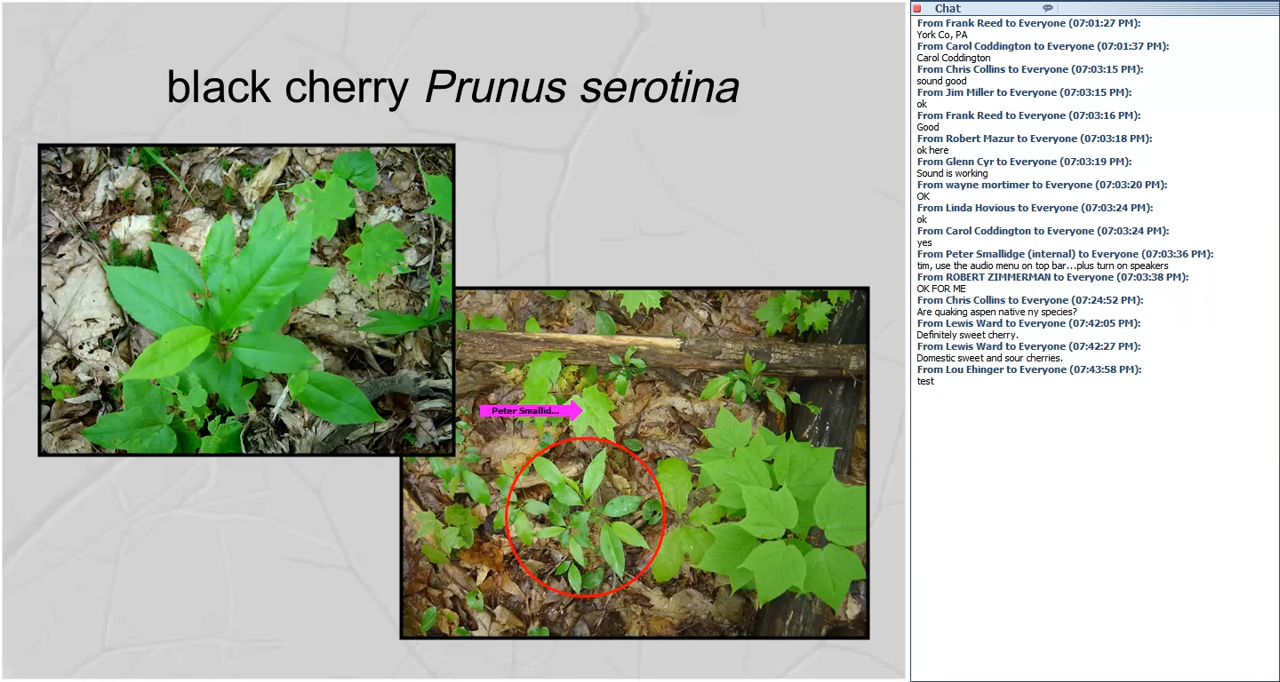 black cherry Prunus serotina
Peter Smallid...
Chat
From Frank Reed to Everyone (07:01:27 PM):
York Co, PA
From Carol Coddington to Everyone (07:01:37 PM):
Carol Coddington
From Chris Collins to Everyone (07:03:15 PM):
sound good
From Jim Miller to Everyone (07:03:15 PM):
ok
From Frank Reed to Everyone (07:03:16 PM):
Good
From Robert Mazur to Everyone (07:03:18 PM):
ok here
From Glenn Cyr to Everyone (07:03:19 PM):
Sound is working
From wayne mortimer to Everyone (07:03:20 PM):
OK
From Linda Hovious to Everyone (07:03:24 PM):
ok
From Carol Coddington to Everyone (07:03:24 PM):
yes
From Peter Smallidge (internal) to Everyone (07:03:36 PM):
tim, use the audio menu on top bar...plus turn on speakers
From ROBERT ZIMMERMAN to Everyone (07:03:38 PM):
OK FOR ME
From Chris Collins to Everyone (07:24:52 PM):
Are quaking aspen native ny species?
From Lewis Ward to Everyone (07:42:05 PM):
Definitely sweet cherry.
From Lewis Ward to Everyone (07:42:27 PM):
Domestic sweet and sour cherries.
From Lou Ehinger to Everyone (07:43:58 PM):
test